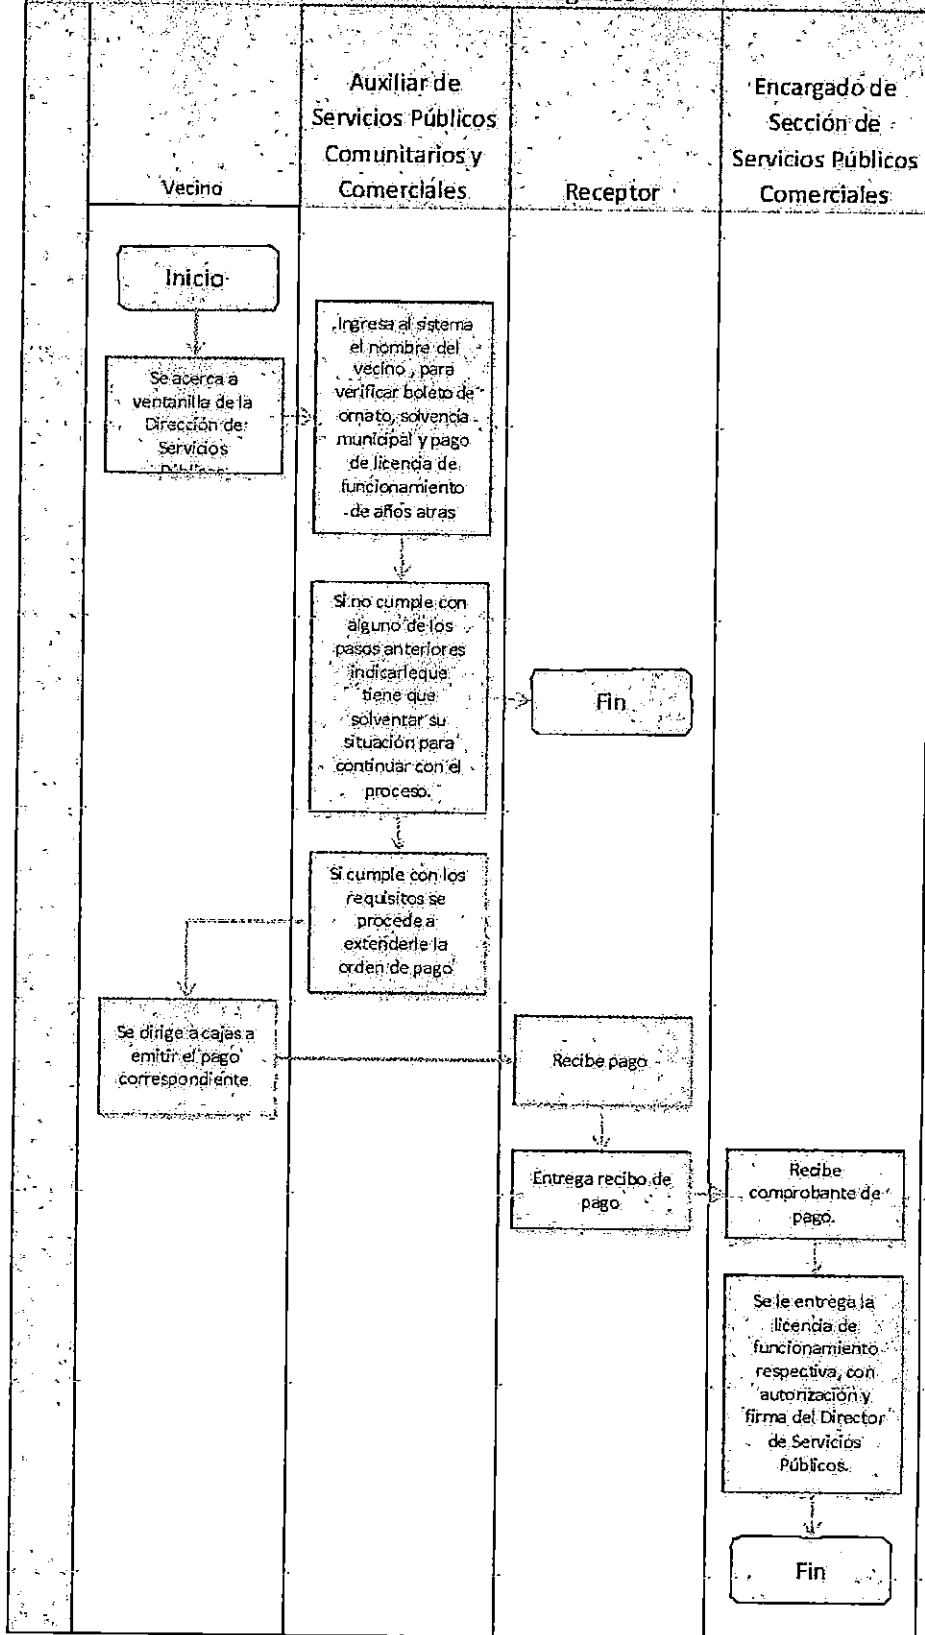 Vecino
Auxiliar de
Servicios Públicos
Comunitarios y
Comerciales
Receptor
Encargado de
Sección de
Servicios Públicos
Comerciales
Inicio
Se acerca a
ventanilla de la
Dirección de
Servicios
Públicos
Ingresa al sistema
el nombre del
vecino, para
verificar boleto de
ornato, solvencia
municipal y pago
de licencia de
funcionamiento
de años atras
Si no cumple con
alguno de los
pasos anteriores
indicarleque
tiene que
solventar su
situación para
continuar con el
proceso.
Fin
Si cumple con los
requisitos se
procede a
extenderle la
orden de pago
Se dirige a cajas a
emitir el pago
correspondiente
Recibe pago
Entrega recibo de
pago
Recibe
comprobante de
pago.
Se le entrega la
licencia de
funcionamiento
respectiva, con
autorización y
firma del Director
de Servicios
Públicos.
Fin